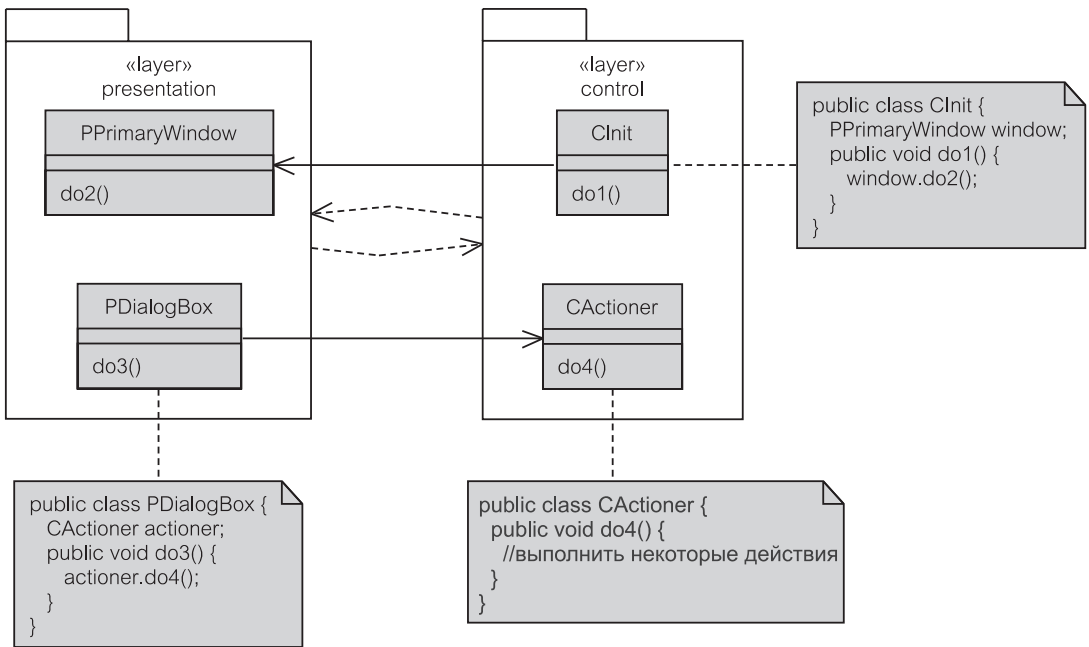 «layer»
presentation
PPrimaryWindow
do2()
PDialogBox
do3()
«layer»
control
CInit
do1()
CActioner
do4()
public class CInit {
PPrimaryWindow window;
public void do1() {
window.do2();
}
}
public class PDialogBox {
CActioner actioner;
public void do3() {
actioner.do4();
}
}
public class CActioner {
public void do4() {
//выполнить некоторые действия
}
}